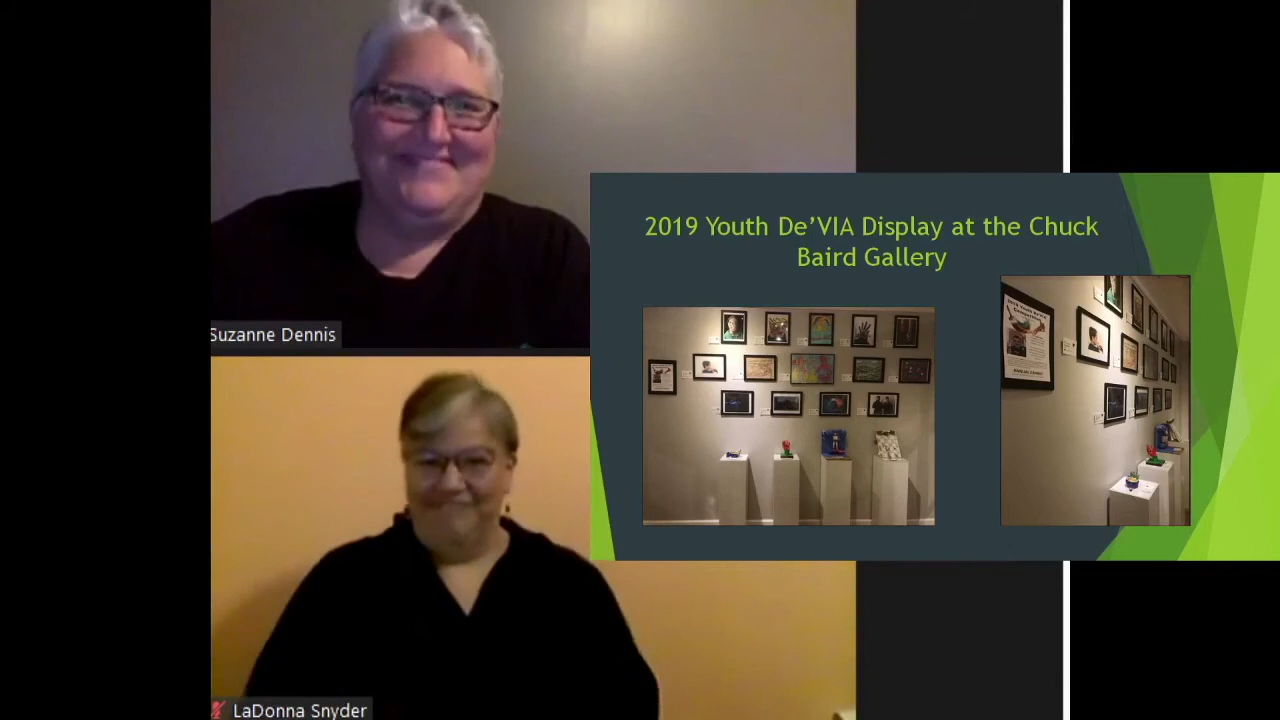 Suzanne Dennis
2019 Youth De'VIA Display at the Chuck
Baird Gallery
LaDonna Snyder